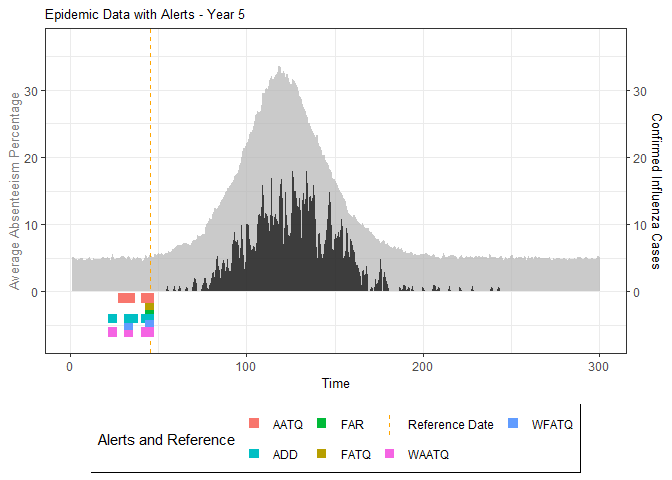 Epidemic Data with Alerts - Year 5
Average Absenteeism Percentage
30
20
10
0
30
20
10
0
Confirmed Influenza Cases
0 100 200 300
Time
Alerts and Reference
AATQ FAR Reference Date WFATQ
ADD FATQ WAATQ